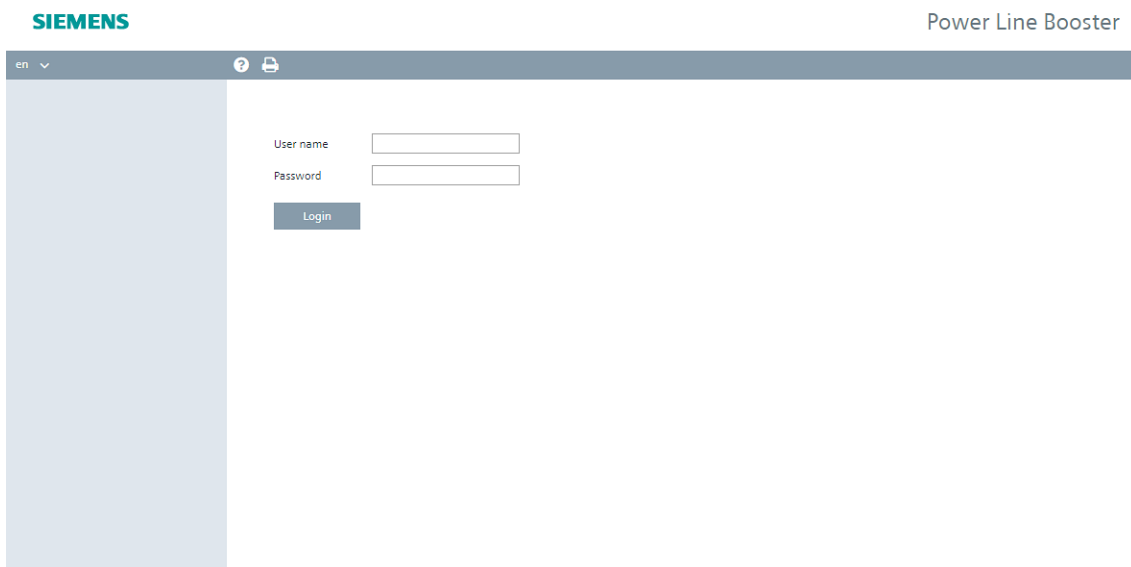 SIEMENS
Power Line Booster
en
User name
Password
Login